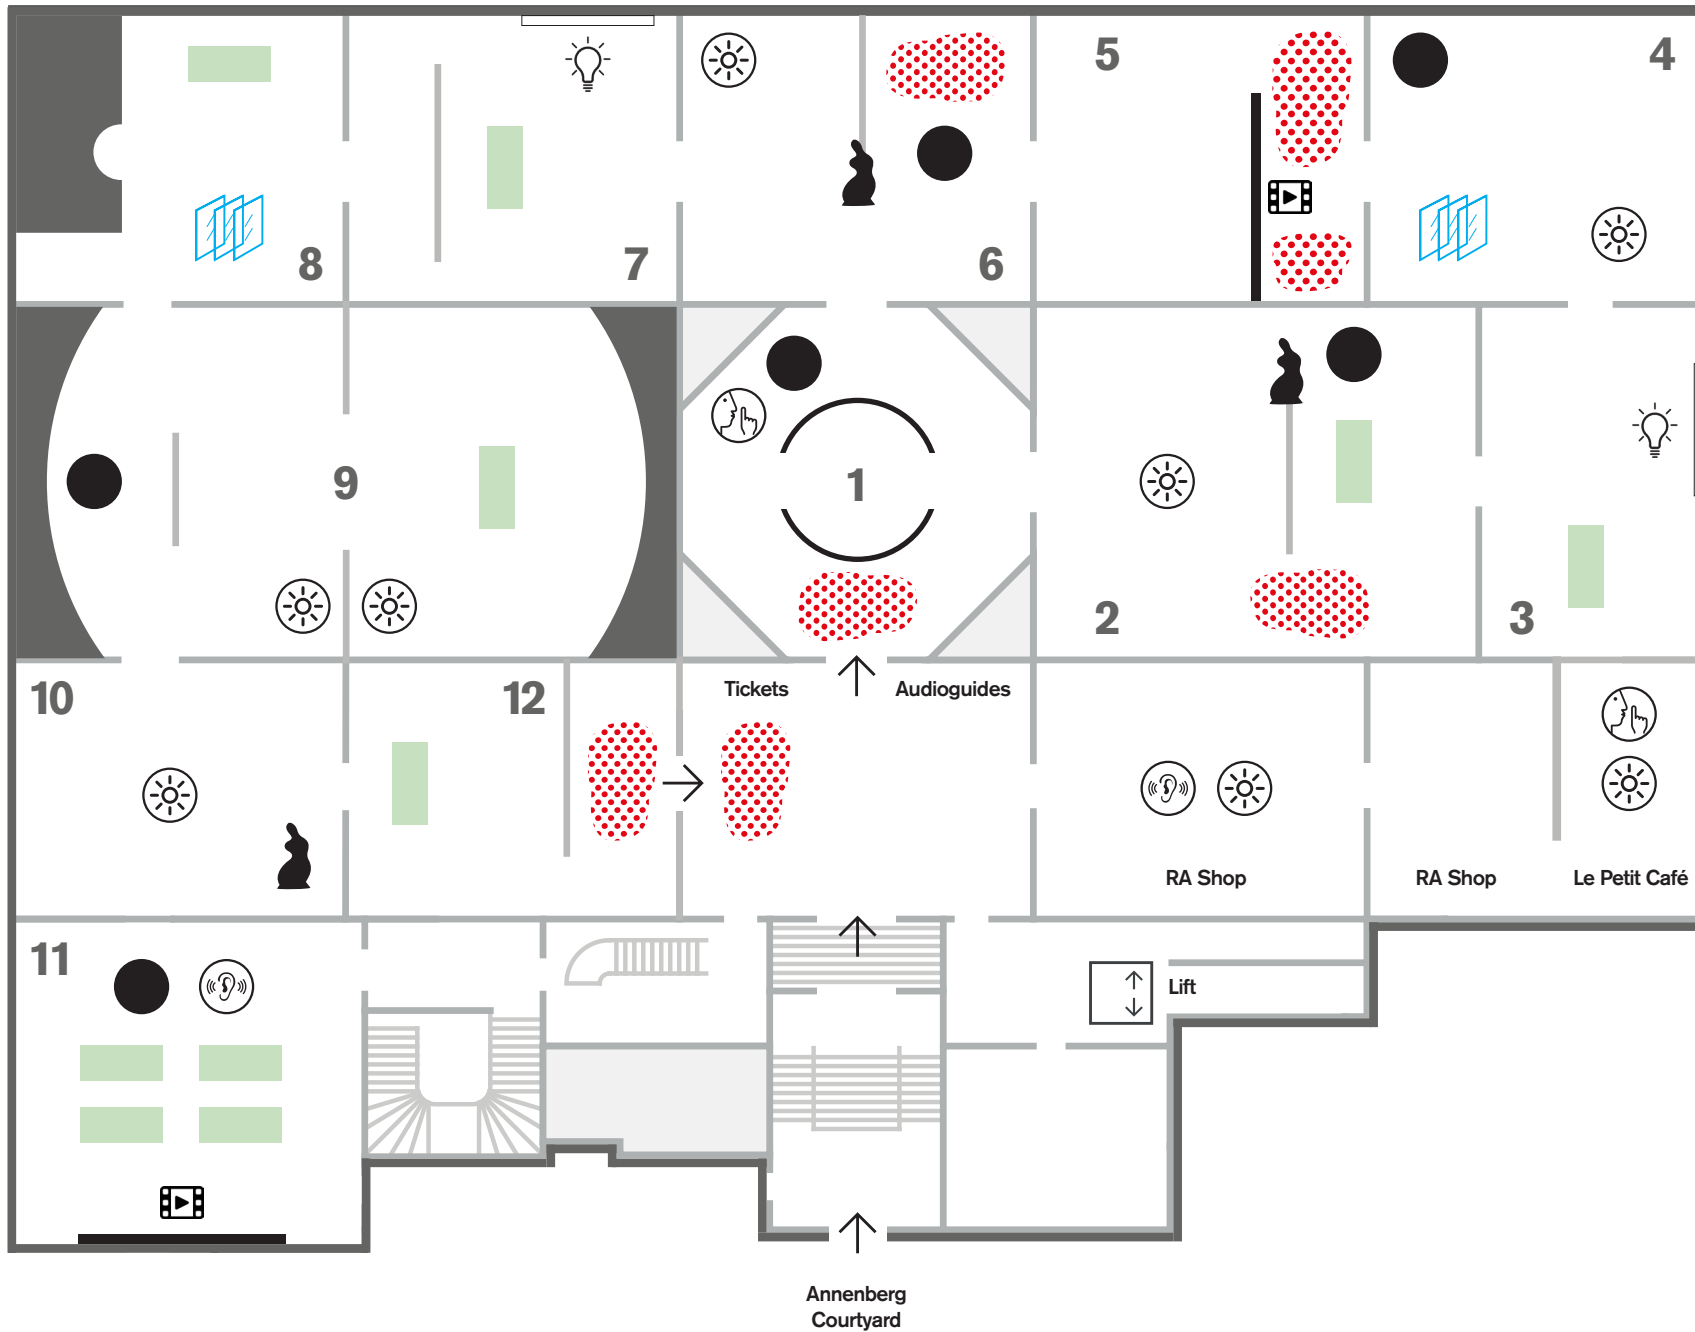 5
4
8
7
6
9
1
2
3
10
12
Tickets
Audioguides
RA Shop
RA Shop
Le Petit Café
11
Lift
Annenberg
Courtyard